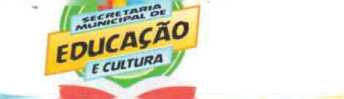 SECRETARIA
MUNICIPAL DE
EDUCAÇÃO
E CULTURA